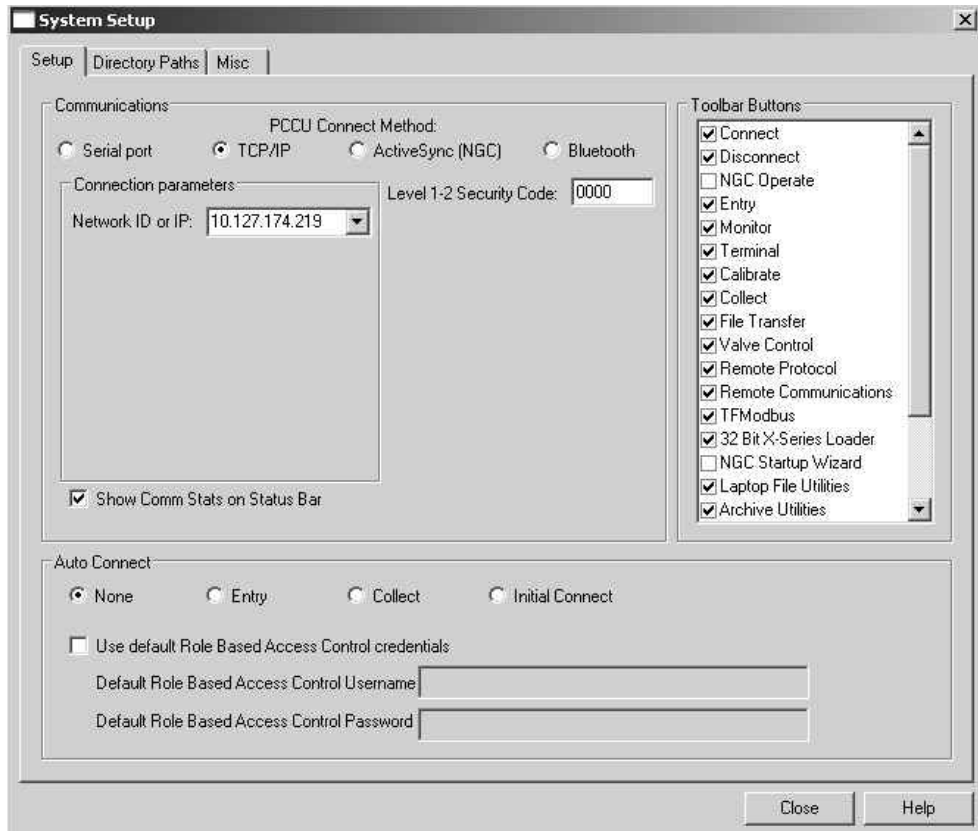 System Setup
Setup
Directory Paths
Misc
Communications
PCCU Connect Method:
Serial port
TCP/IP
ActiveSync (NGC)
Bluetooth
Connection parameters
Network ID or IP: 10.127.174.219
Level 1-2 Security Code: 0000
Show Comm Stats on Status Bar
Toolbar Buttons
Connect
Disconnect
NGC Operate
Entry
Monitor
Terminal
Calibrate
Collect
File Transfer
Valve Control
Remote Protocol
Remote Communications
TFModbus
32 Bit X-Series Loader
NGC Startup Wizard
Laptop File Utilities
Archive Utilities
Auto Connect
None
Entry
Collect
Initial Connect
Use default Role Based Access Control credentials
Default Role Based Access Control Username
Default Role Based Access Control Password
Close
Help